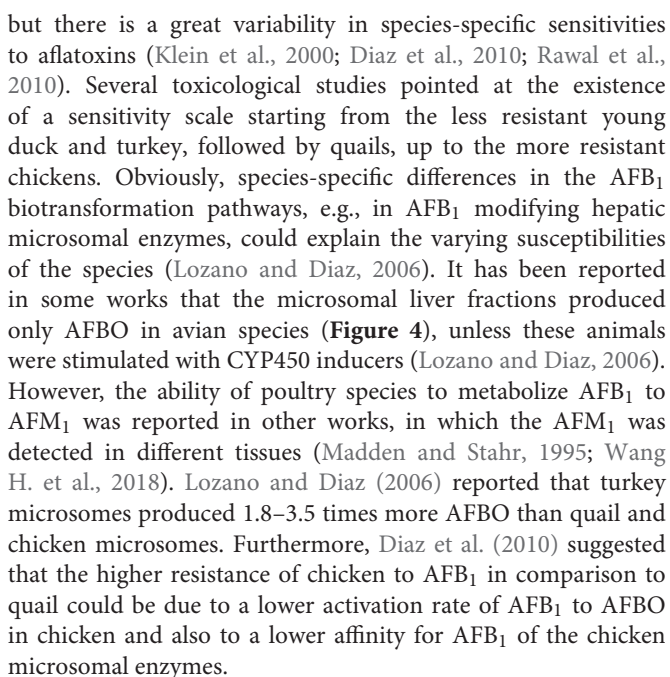 but there is a great variability in species-specific sensitivities
to aflatoxins (Klein et al., 2000; Diaz et al., 2010; Rawal et al.,
2010). Several toxicological studies pointed at the existence
of a sensitivity scale starting from the less resistant young
duck and turkey, followed by quails, up to the more resistant
chickens. Obviously, species-specific differences in the AFB₁
biotransformation pathways, e.g., in AFB₁ modifying hepatic
microsomal enzymes, could explain the varying susceptibilities
of the species (Lozano and Diaz, 2006). It has been reported
in some works that the microsomal liver fractions produced
only AFBO in avian species (Figure 4), unless these animals
were stimulated with CYP450 inducers (Lozano and Diaz, 2006).
However, the ability of poultry species to metabolize AFB₁ to
AFM₁ was reported in other works, in which the AFM₁ was
detected in different tissues (Madden and Stahr, 1995; Wang
H. et al., 2018). Lozano and Diaz (2006) reported that turkey
microsomes produced 1.8–3.5 times more AFBO than quail and
chicken microsomes. Furthermore, Diaz et al. (2010) suggested
that the higher resistance of chicken to AFB₁ in comparison to
quail could be due to a lower activation rate of AFB₁ to AFBO
in chicken and also to a lower affinity for AFB₁ of the chicken
microsomal enzymes.